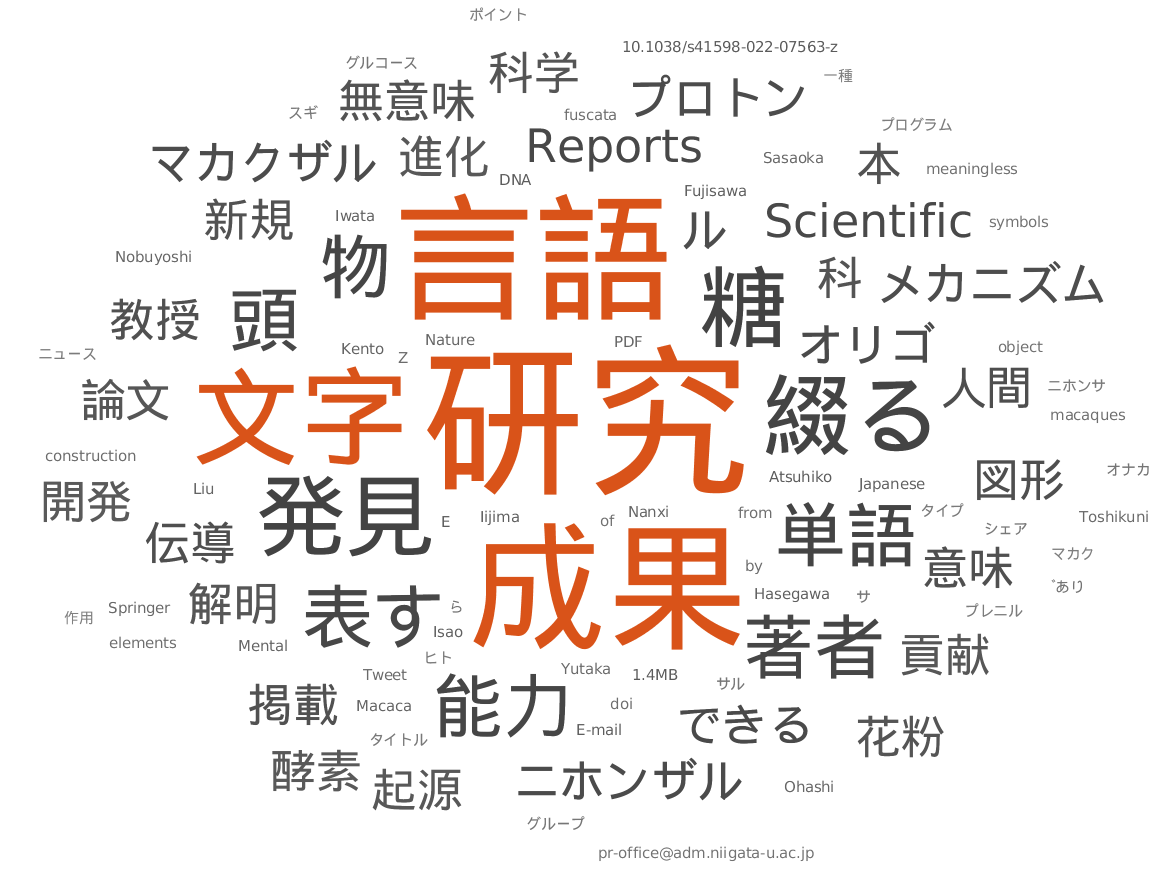 ポイント
10.1038/s41598-022-07563-z
グルコース
科学
一種
無意味
プロトン
スギ
fuscata
プログラム
マカクザル
進化
Reports
Sasaoka
本
meaningless
DNA
Fujisawa
新規
Iwata
言語
ル
Scientific
symbols
Nobuyoshi
物
糖
科
メカニズム
教授
頭
ニュース
Kento
Z
Nature
PDF
オリゴ
object
論文
文字
研究
綴る
人間
ニホンサ
macaques
construction
開発
Liu
発見
Atsuhiko
Japanese
図形
オナカ
伝導
E
Iijima
of
Nanxi
from
単語
タイプ
シェア
Toshikuni
成果
by
意味
マカク
解明
表す
ら
Hasegawa
サ
プレニル
゛あり
作用
Springer
elements
Mental
Isao
ヒト
著者
貢献
Tweet
Yutaka
1.4MB
サル
掲載
Macaca
能力
doi
E-mail
できる
花粉
タイトル
酵素
起源
ニホンザル
Ohashi
グループ
pr-office@adm.niigata-u.ac.jp